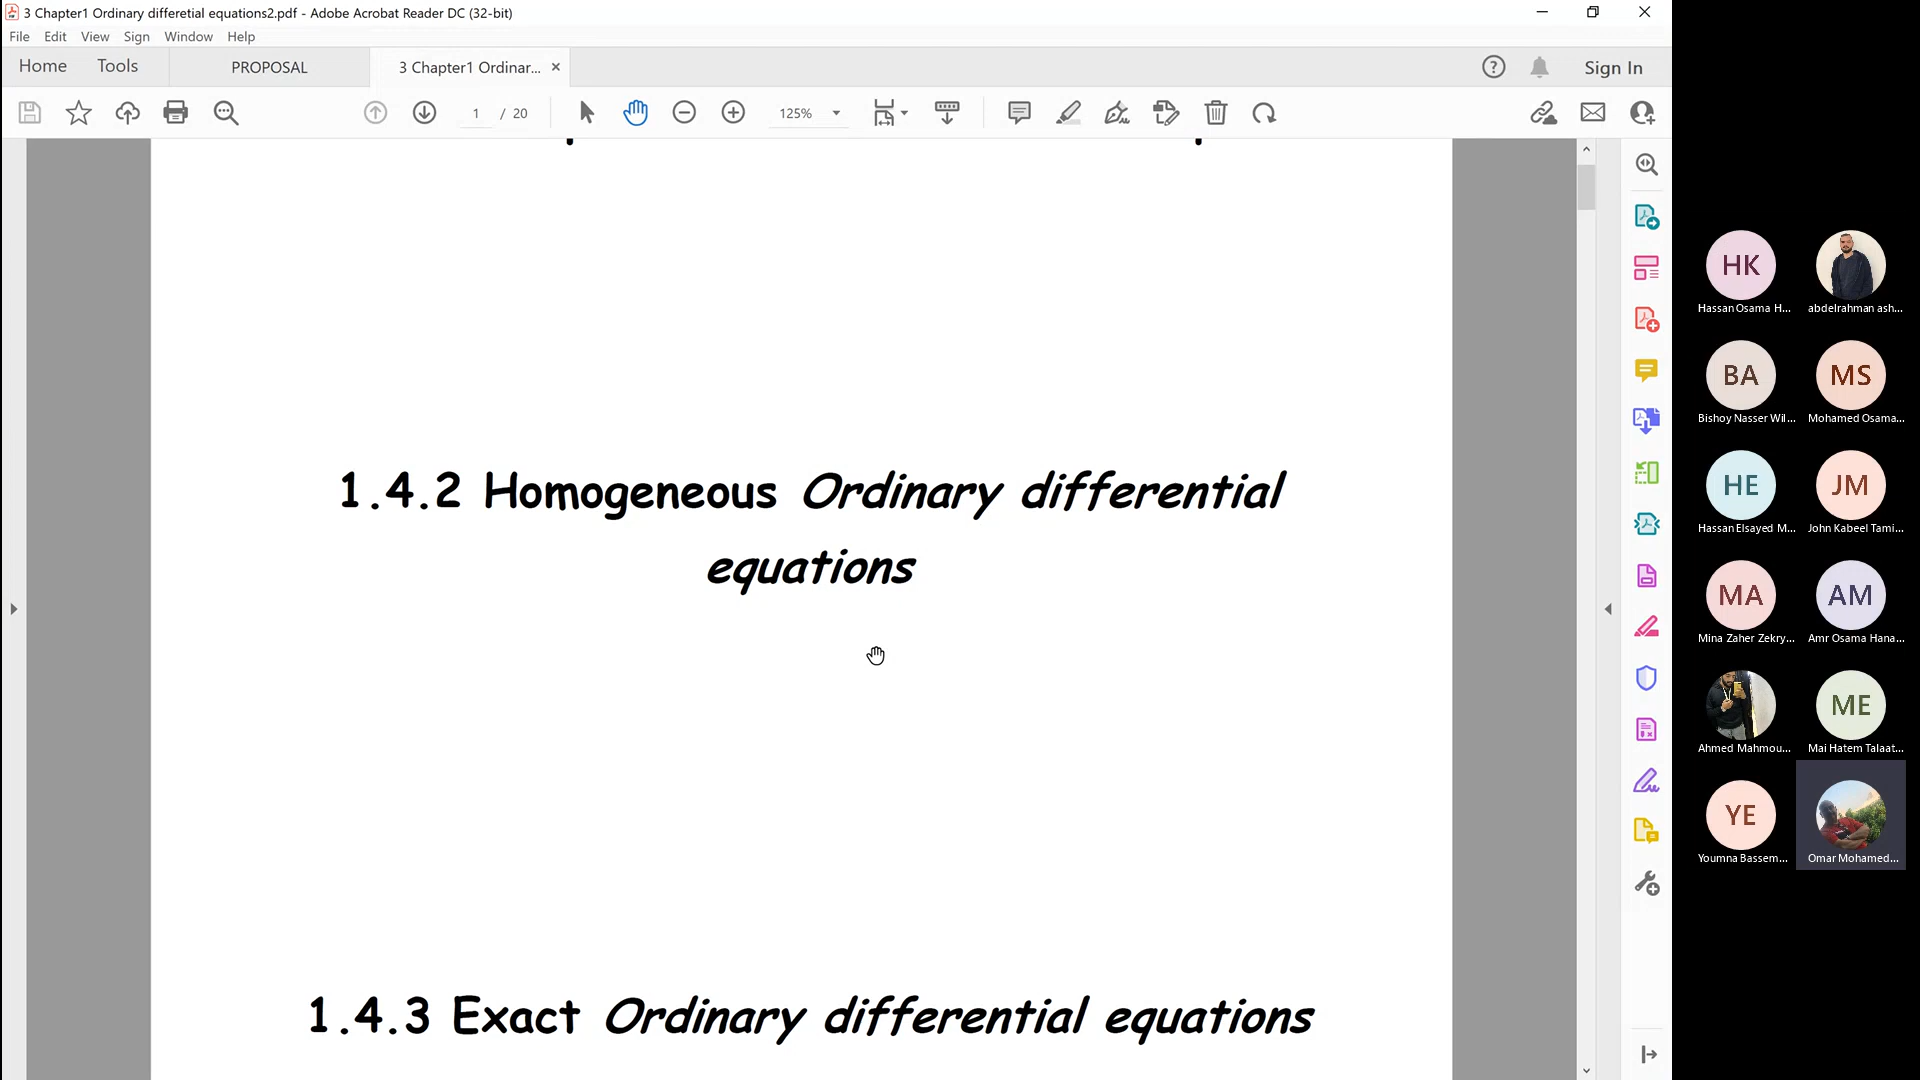 3 Chapter1 Ordinary differetial equations2.pdf - Adobe Acrobat Reader DC (32-bit)
File Edit View Sign Window Help
Home Tools PROPOSAL 3 Chapter1 Ordinar... × Sign In
1 / 20 125%
1.4.2 Homogeneous Ordinary differential
equations
1.4.3 Exact Ordinary differential equations
HK
Hassan Osama H... abdelrahman ash...
BA MS
Bishoy Nasser Wil... Mohamed Osama...
HE JM
Hassan Elsayed M... John Kabeel Tami...
MA AM
Mina Zaher Zekry... Amr Osama Hana...
ME
Ahmed Mahmou... Mai Hatem Talaat...
YE
Youmna Bassem... Omar Mohamed...